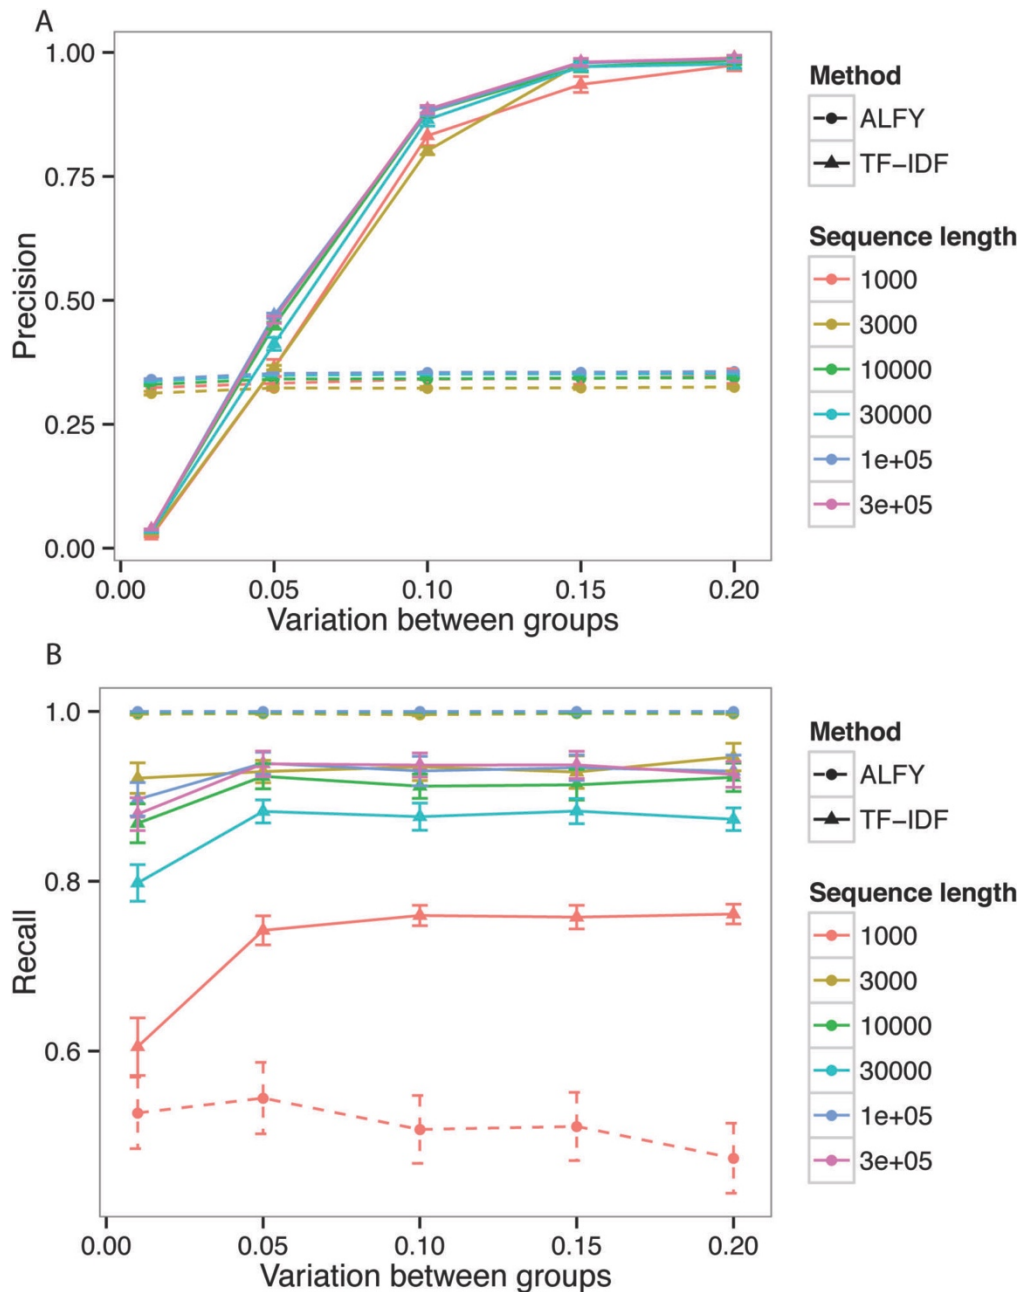 A
1.00
0.75
0.50
0.25
0.00
Precision
0.00 0.05 0.10 0.15 0.20
Variation between groups
Method
ALFY
TF-IDF
Sequence length
1000
3000
10000
30000
1e+05
3e+05
B
1.0
0.8
0.6
Recall
0.00 0.05 0.10 0.15 0.20
Variation between groups
Method
ALFY
TF-IDF
Sequence length
1000
3000
10000
30000
1e+05
3e+05